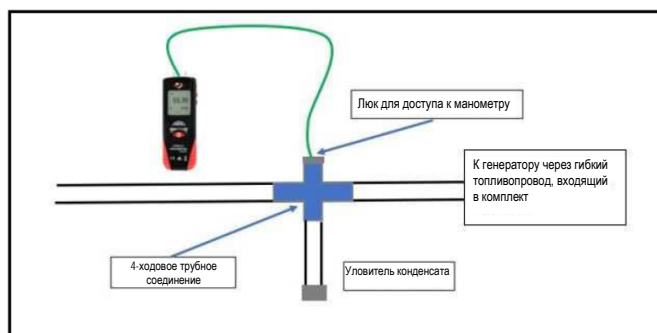 Люк для доступа к манометру
К генератору через гибкий
топливопровод, входящий
в комплект
4-ходовое трубное
соединение
Уловитель конденсата